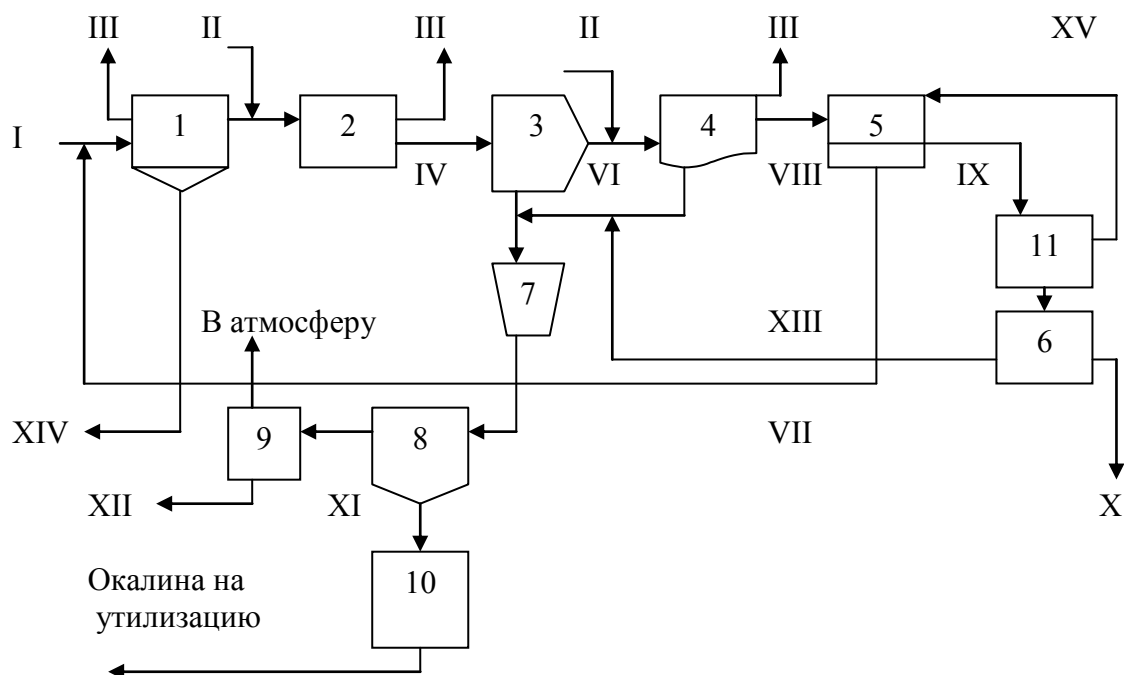 III II III II III XV
1 2 3 4 5
I
IV VI VIII IX
11
7
В атмосферу XIII 6
XIV 9 8 VII
XII XI X
10
Окалина на
утилизацию